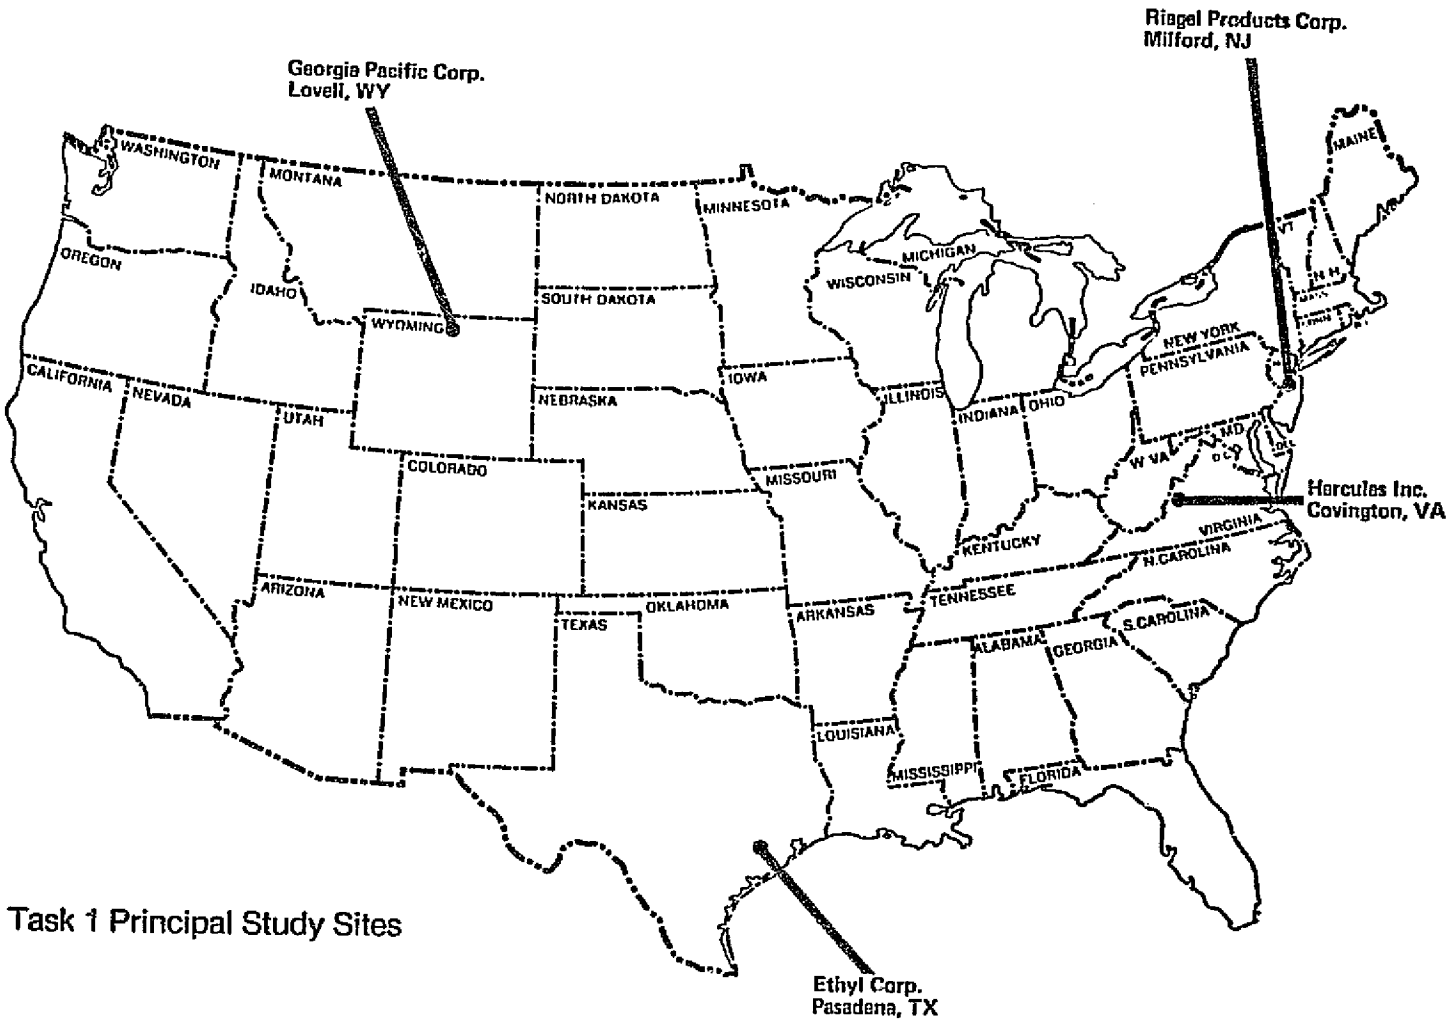 Riegel Products Corp.
Milford, NJ
Georgia Pacific Corp.
Lovell, WY
WASHINGTON
MONTANA
NORTH DAKOTA
MINNESOTA
MAINE
VT
N.H.
MASS
CONN
OREGON
IDAHO
WYOMING
SOUTH DAKOTA
WISCONSIN
MICHIGAN
NEW YORK
PENNSYLVANIA
CALIFORNIA
NEVADA
UTAH
COLORADO
NEBRASKA
IOWA
ILLINOIS
INDIANA
OHIO
W VA
MD
D.C.
DEL
KANSAS
MISSOURI
KENTUCKY
VIRGINIA
Hercules Inc.
Covington, VA
ARIZONA
NEW MEXICO
TEXAS
OKLAHOMA
ARKANSAS
TENNESSEE
N.CAROLINA
S.CAROLINA
ALABAMA
GEORGIA
LOUISIANA
MISSISSIPPI
FLORIDA
Task 1 Principal Study Sites
Ethyl Corp.
Pasadena, TX